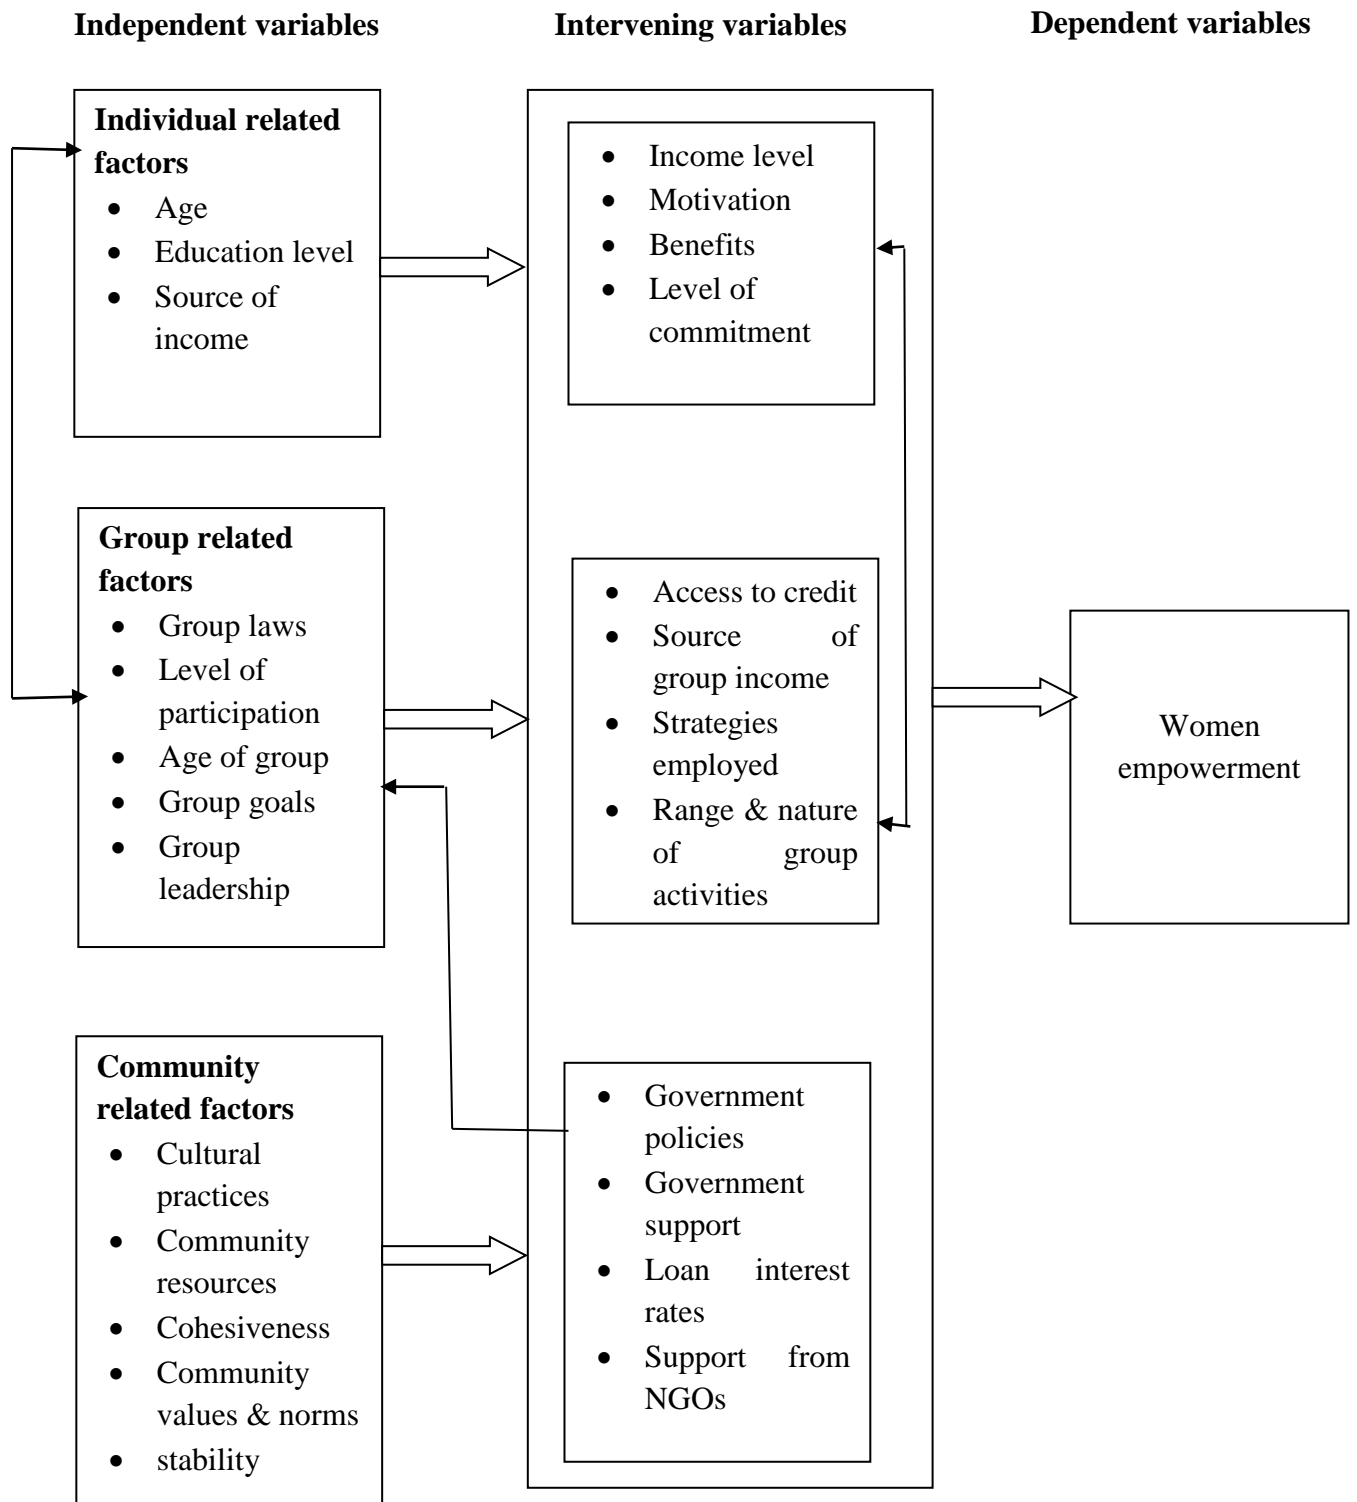 Independent variables
Intervening variables
Dependent variables
Individual related
factors
• Age
• Education level
• Source of
income
• Income level
• Motivation
• Benefits
• Level of
commitment
Group related
factors
• Group laws
• Level of
participation
• Age of group
• Group goals
• Group
leadership
• Access to credit
• Source of
group income
• Strategies
employed
• Range & nature
of group
activities
Women
empowerment
Community
related factors
• Cultural
practices
• Community
resources
• Cohesiveness
• Community
values & norms
• stability
• Government
policies
• Government
support
• Loan interest
rates
• Support from
NGOs